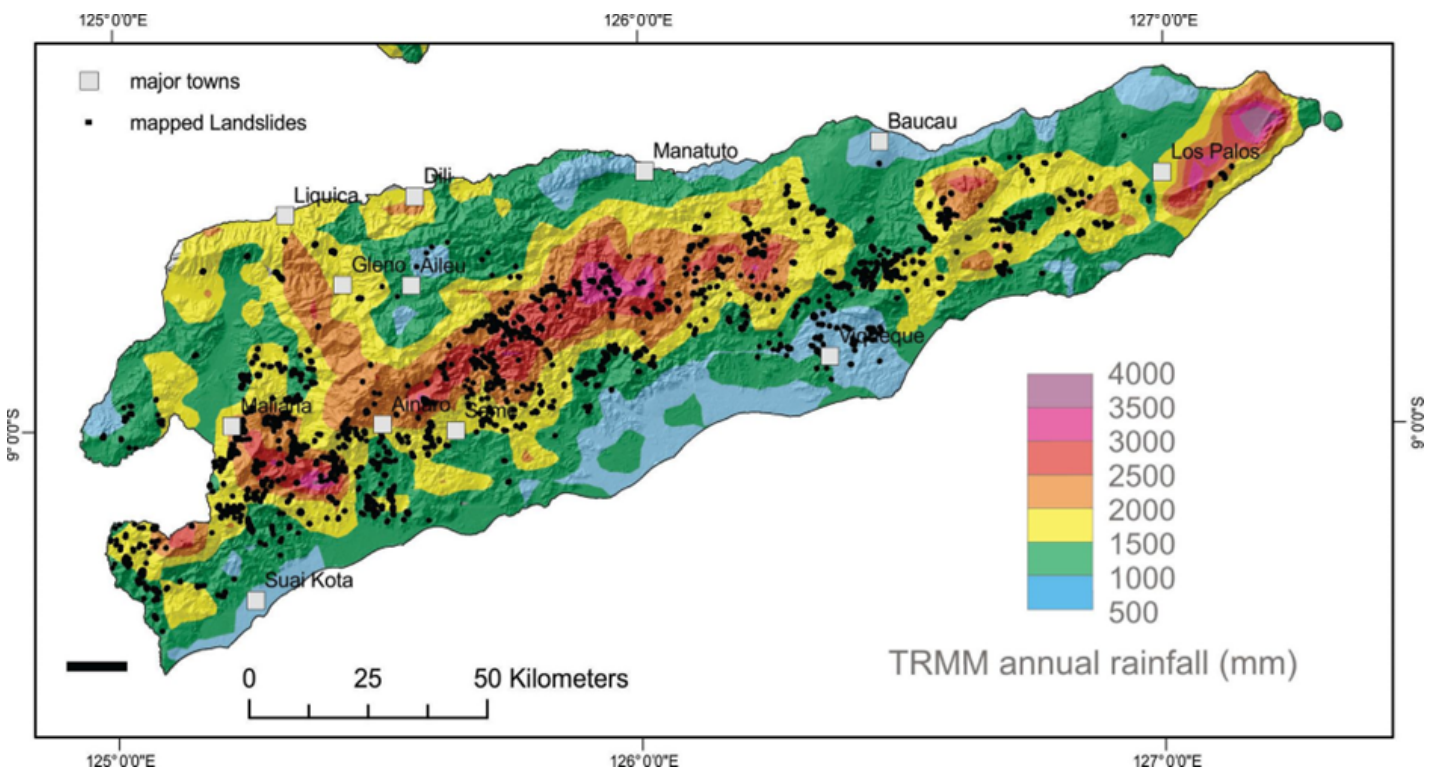 125°0'0"E
126°0'0"E
127°0'0"E
major towns
mapped Landslides
Baucau
Manatuto
Los Palos
Dili
Liquica
Gleno
Aileu
Viqueque
Maliana
Ainaro
Same
9°0'0"S
9°0'0"S
4000
3500
3000
2500
2000
1500
1000
500
Suai Kota
TRMM annual rainfall (mm)
0
25
50 Kilometers
125°0'0"E
126°0'0"E
127°0'0"E